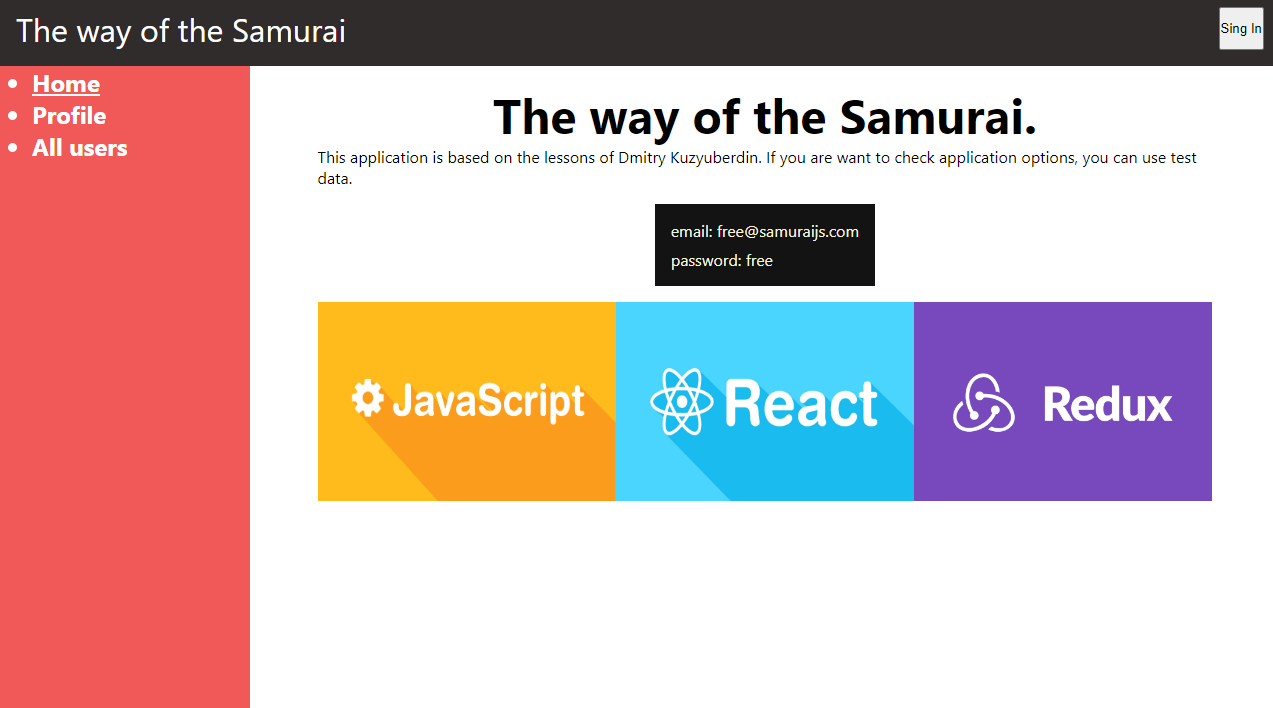 The way of the Samurai
Sing In
Home
Profile
All users
The way of the Samurai.
This application is based on the lessons of Dmitry Kuzyuberdin. If you are want to check application options, you can use test
data.
email: free@samuraijs.com
password: free
JavaScript
React
Redux